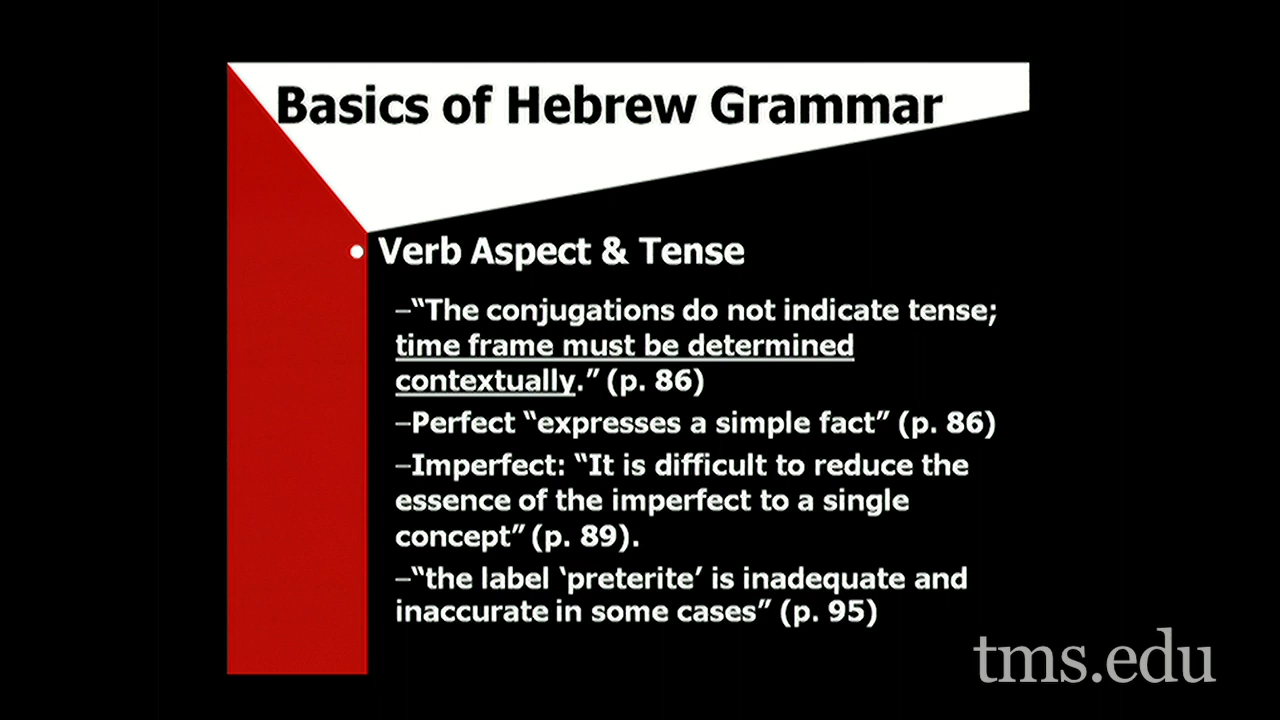 Basics of Hebrew Grammar
• Verb Aspect & Tense
–“The conjugations do not indicate tense;
time frame must be determined
contextually.” (p. 86)
–Perfect “expresses a simple fact” (p. 86)
–Imperfect: “It is difficult to reduce the
essence of the imperfect to a single
concept” (p. 89).
–“the label ‘preterite’ is inadequate and
inaccurate in some cases” (p. 95)
tms.edu